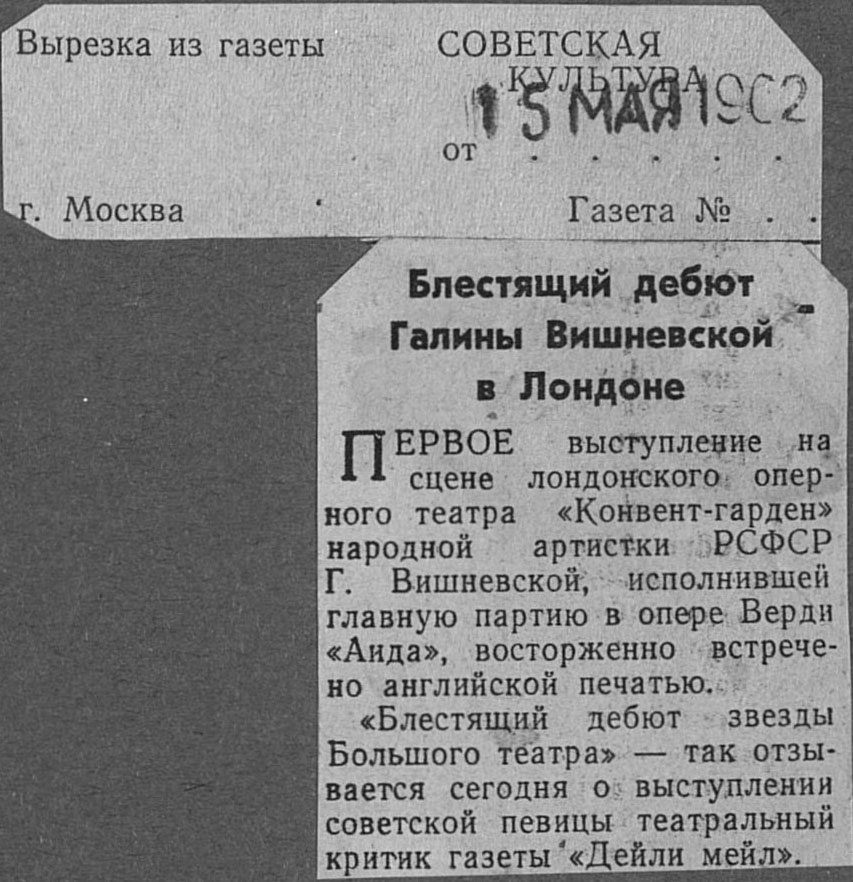 Вырезка из газеты СОВЕТСКАЯ
КУЛЬТУРА
15 МАЯ 1962
от . . . . .
г. Москва Газета № . .
Блестящий дебют
Галины Вишневской
в Лондоне
ПЕРВОЕ выступление на
сцене лондонского опер-
ного театра «Конвент-гарден»
народной артистки РСФСР
Г. Вишневской, исполнившей
главную партию в опере Верди
«Аида», восторженно встрече-
но английской печатью.
«Блестящий дебют звезды
Большого театра» — так отзы-
вается сегодня о выступлении
советской певицы театральный
критик газеты «Дейли мейл».